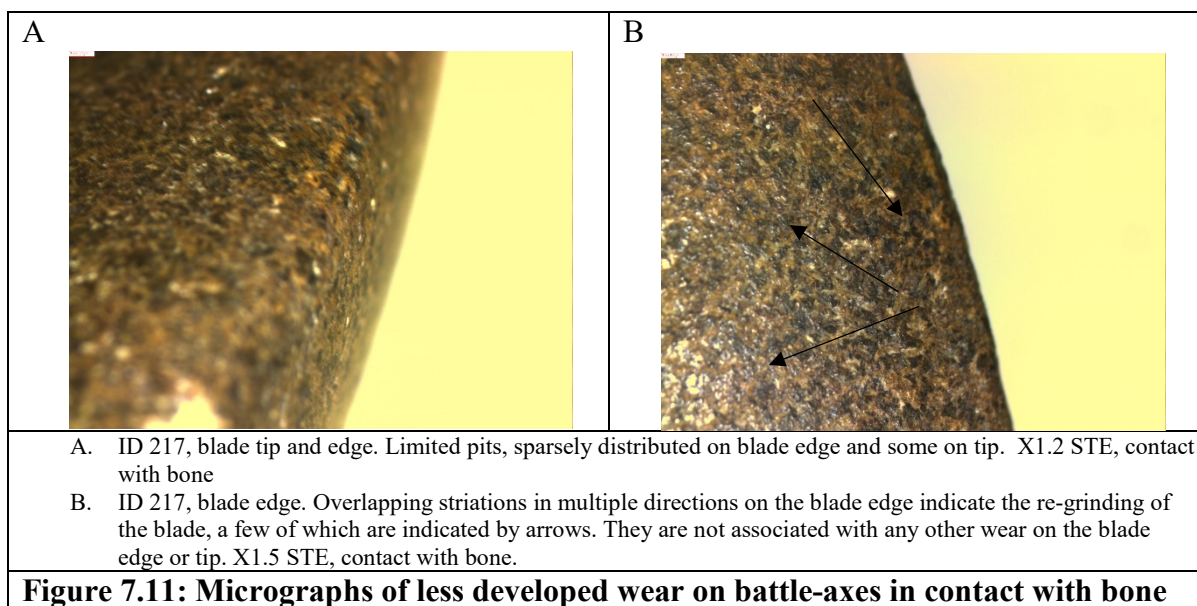 A
B
A. ID 217, blade tip and edge. Limited pits, sparsely distributed on blade edge and some on tip. X1.2 STE, contact
with bone
B. ID 217, blade edge. Overlapping striations in multiple directions on the blade edge indicate the re-grinding of
the blade, a few of which are indicated by arrows. They are not associated with any other wear on the blade
edge or tip. X1.5 STE, contact with bone.
Figure 7.11: Micrographs of less developed wear on battle-axes in contact with bone